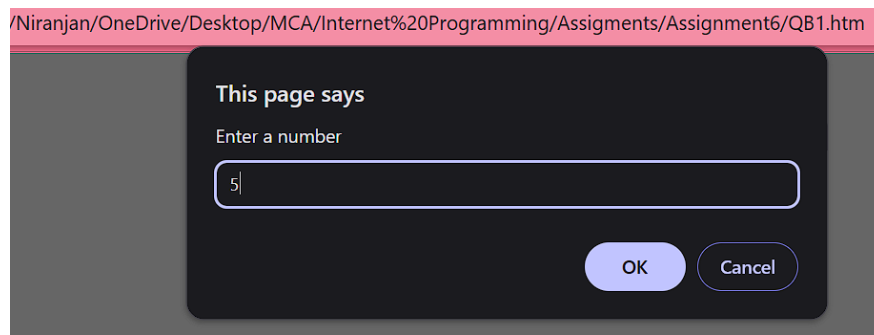 /Niranjan/OneDrive/Desktop/MCA/Internet%20Programming/Assigments/Assignment6/QB1.htm
This page says
Enter a number
5
OK
Cancel